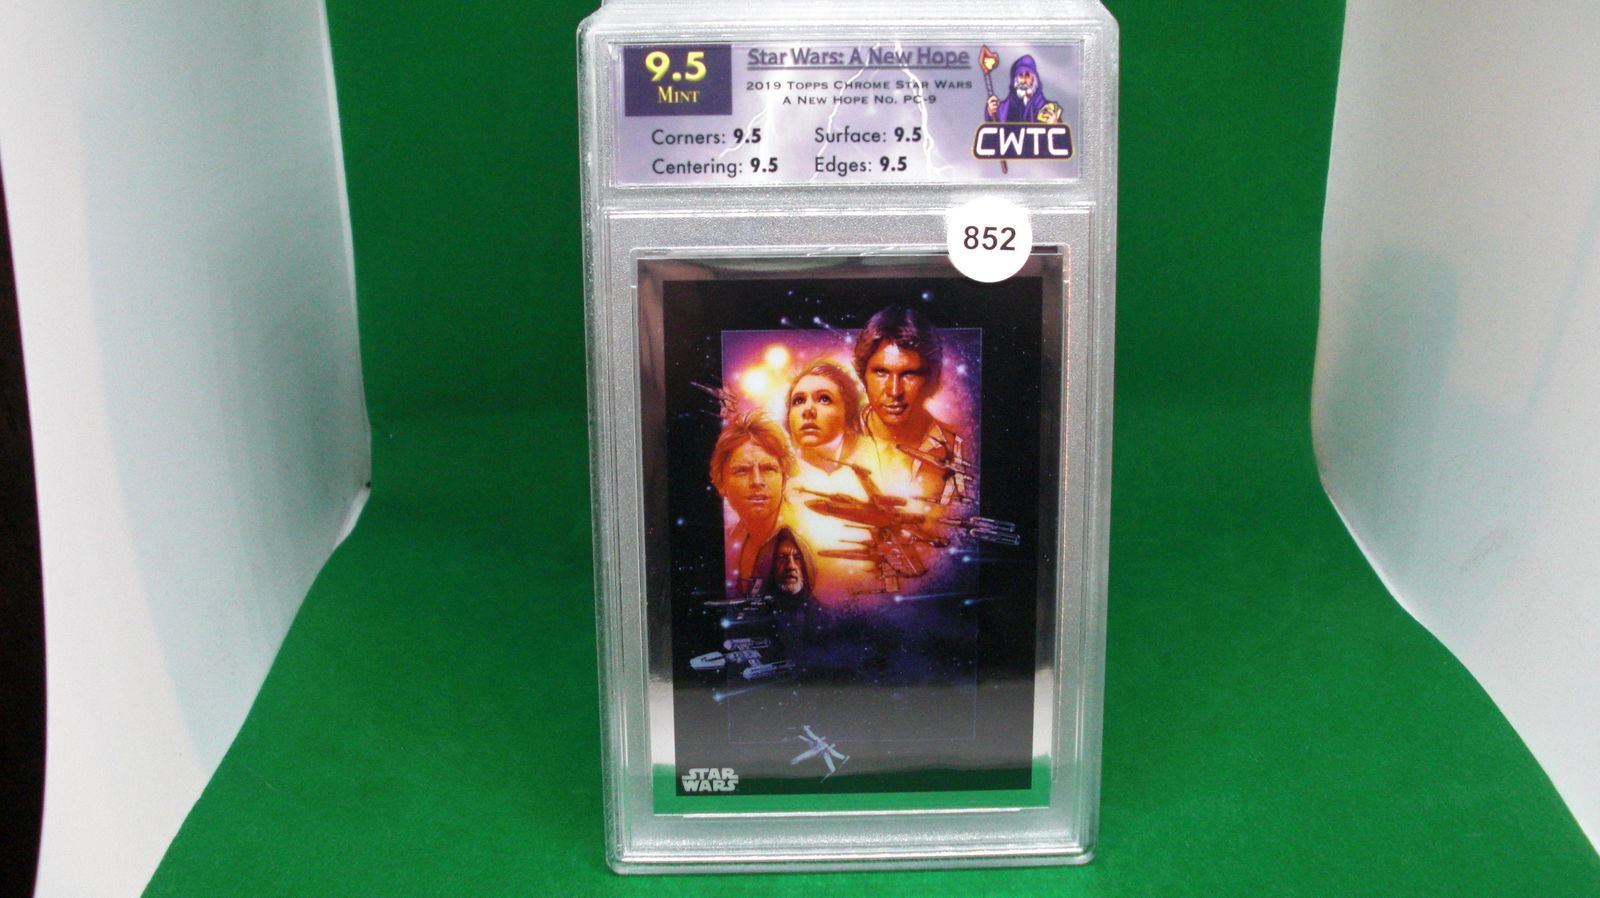 9.5
Mint
Star Wars: A New Hope
2019 Topps Chrome Star Wars
A New Hope No. PC-9
Corners: 9.5 Surface: 9.5
Centering: 9.5 Edges: 9.5
CWTC
852
STAR
WARS